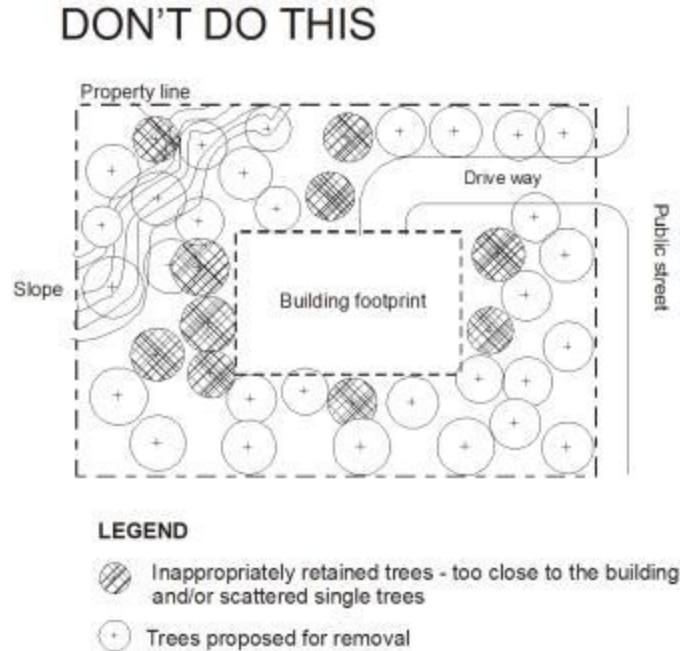 DON'T DO THIS
Property line
Drive way
Public street
Slope
Building footprint
LEGEND
Inappropriately retained trees - too close to the building
and/or scattered single trees
Trees proposed for removal